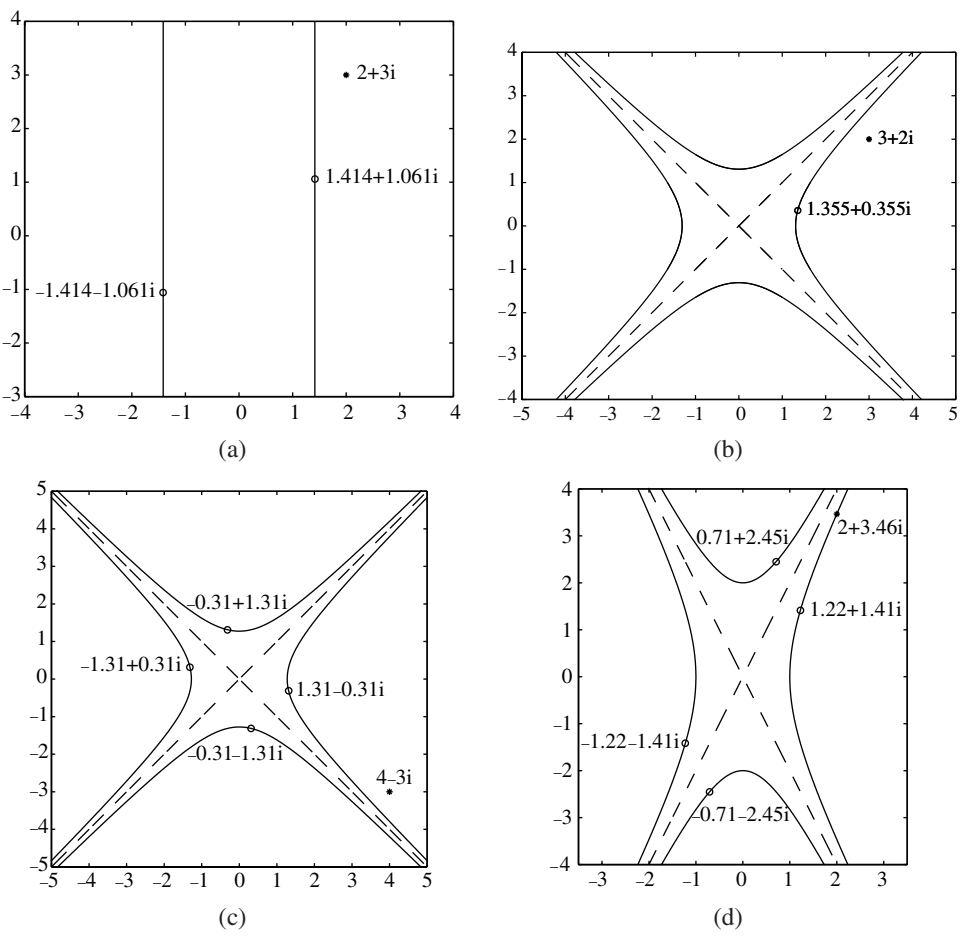 4
3
2
1
0
–1
–2
–3
–4 –3 –2 –1 0 1 2 3 4
2+3i
1.414+1.061i
–1.414–1.061i
(a)
4
3
2
1
0
–1
–2
–3
–4
–5 –4 –3 –2 –1 0 1 2 3 4 5
3+2i
1.355+0.355i
(b)
5
4
3
2
1
0
–1
–2
–3
–4
–5
–5 –4 –3 –2 –1 0 1 2 3 4 5
–0.31+1.31i
–1.31+0.31i
1.31–0.31i
–0.31–1.31i
4–3i
(c)
4
3
2
1
0
–1
–2
–3
–4
–3 –2 –1 0 1 2 3
0.71+2.45i
2+3.46i
1.22+1.41i
–1.22–1.41i
–0.71–2.45i
(d)